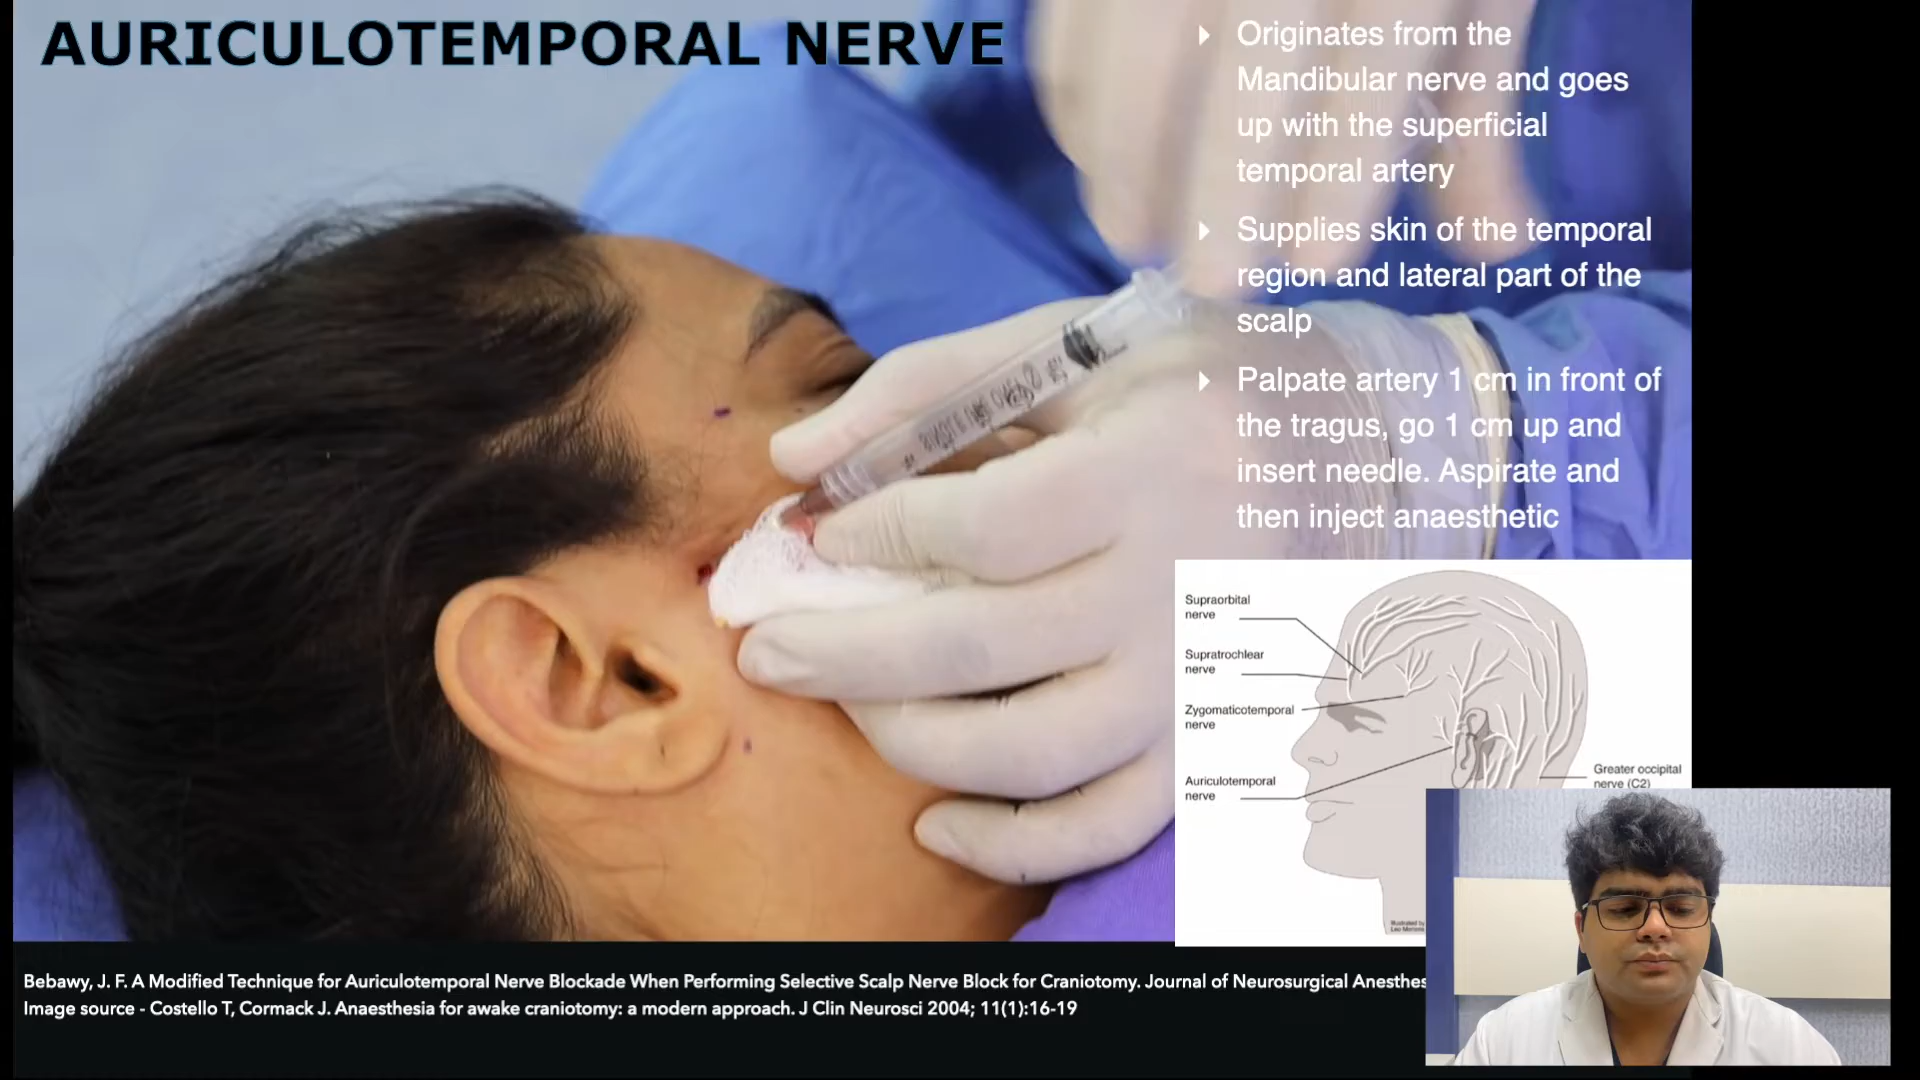 AURICULOTEMPORAL NERVE
Originates from the
Mandibular nerve and goes
up with the superficial
temporal artery
Supplies skin of the temporal
region and lateral part of the
scalp
Palpate artery 1 cm in front of
the tragus, go 1 cm up and
insert needle. Aspirate and
then inject anaesthetic
Supraorbital
nerve
Supratrochlear
nerve
Zygomaticotemporal
nerve
Auriculotemporal
nerve
Greater occipital
nerve (C2)
Illustrated by
Leo
Bebawy, J. F. A Modified Technique for Auriculotemporal Nerve Blockade When Performing Selective Scalp Nerve Block for Craniotomy. Journal of Neurosurgical Anesthes
Image source - Costello T, Cormack J. Anaesthesia for awake craniotomy: a modern approach. J Clin Neurosci 2004; 11(1):16-19